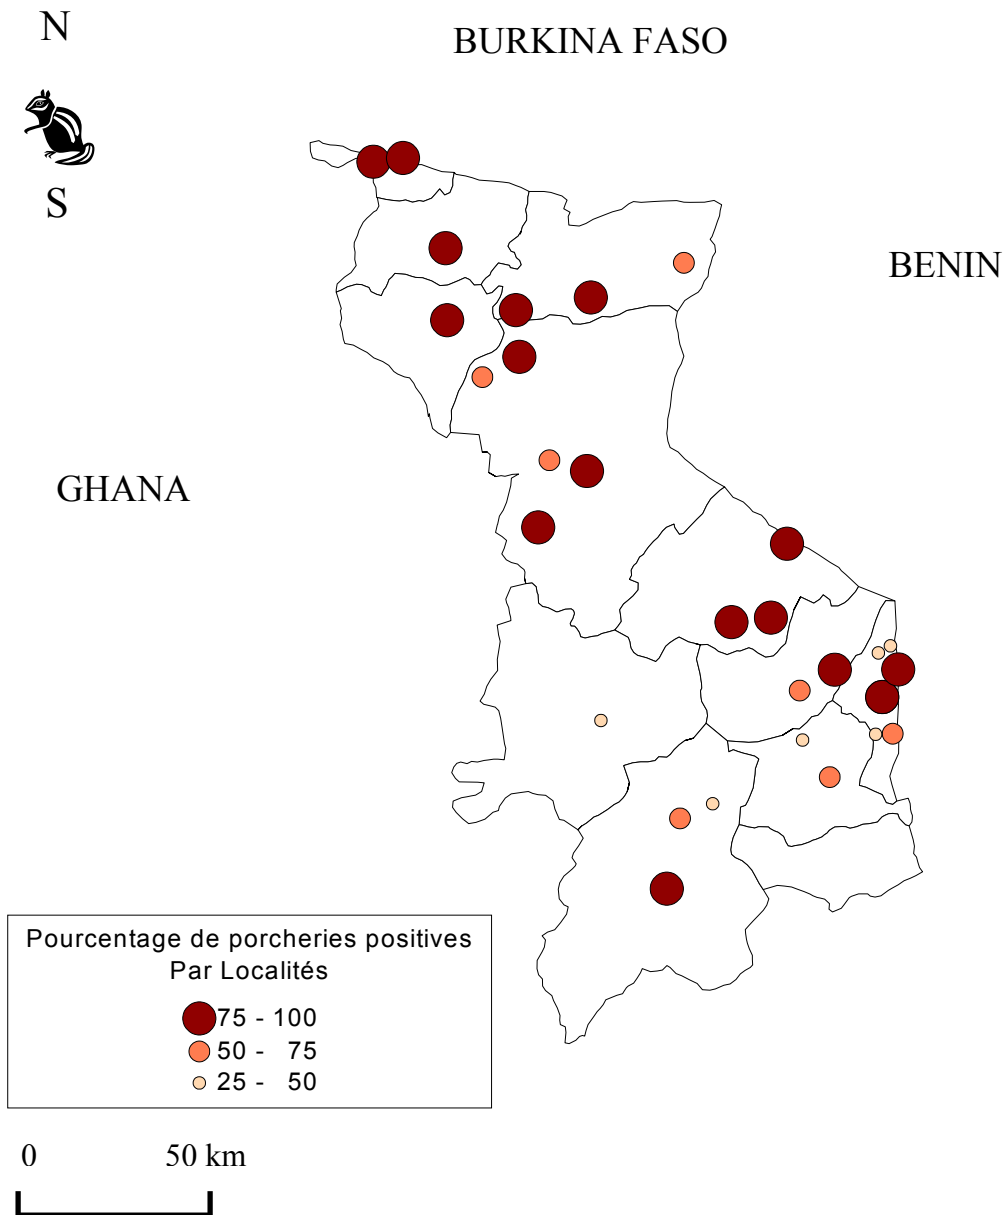 N
BURKINA FASO
S
BENIN
GHANA
Pourcentage de porcheries positives
Par Localités
75 - 100
50 - 75
25 - 50
0 50 km